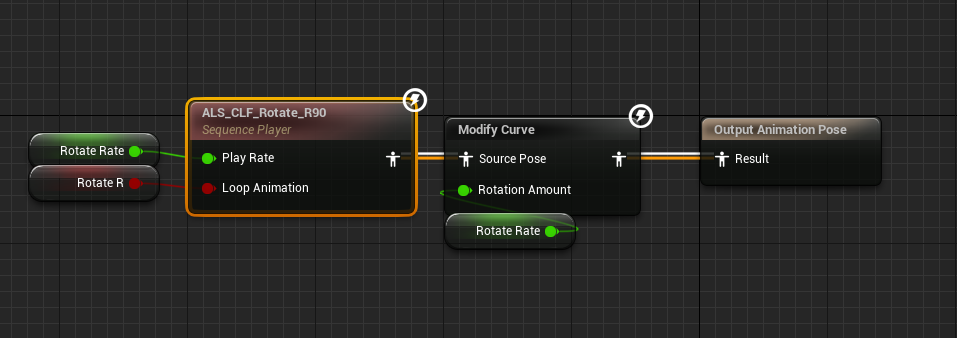 ALS_CLF_Rotate_R90
Sequence Player
Rotate Rate
Play Rate
Rotate R
Loop Animation
Modify Curve
Source Pose
Rotation Amount
Rotate Rate
Output Animation Pose
Result